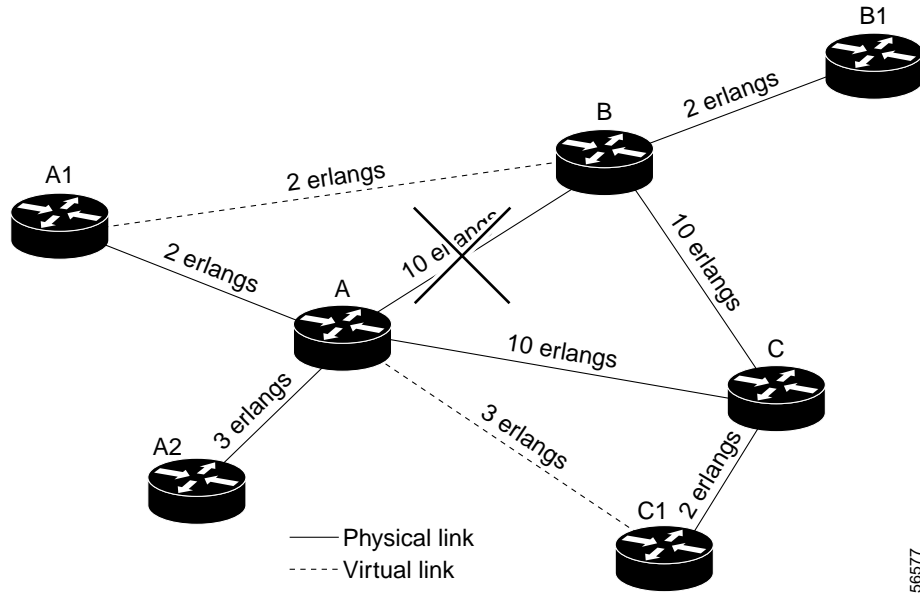 B1
2 erlangs
B
A1
2 erlangs
10 erlangs
10 erlangs
2 erlangs
A
10 erlangs
C
3 erlangs
3 erlangs
2 erlangs
A2
C1
Physical link
Virtual link
56577